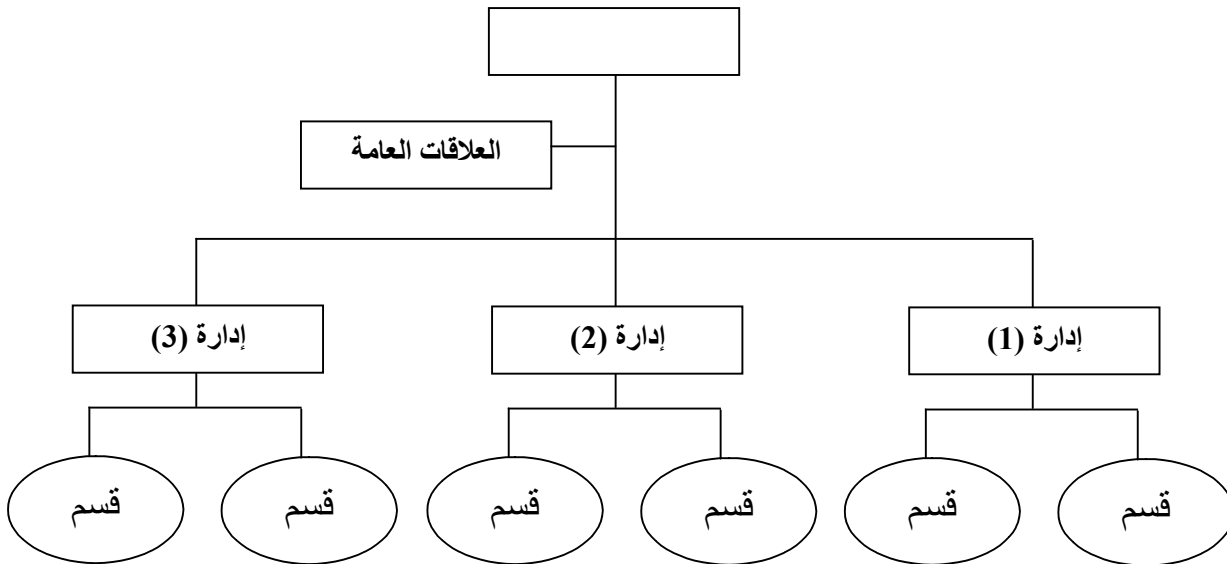 العلاقات العامة
إدارة (1)
إدارة (2)
إدارة (3)
قسم
قسم
قسم
قسم
قسم
قسم